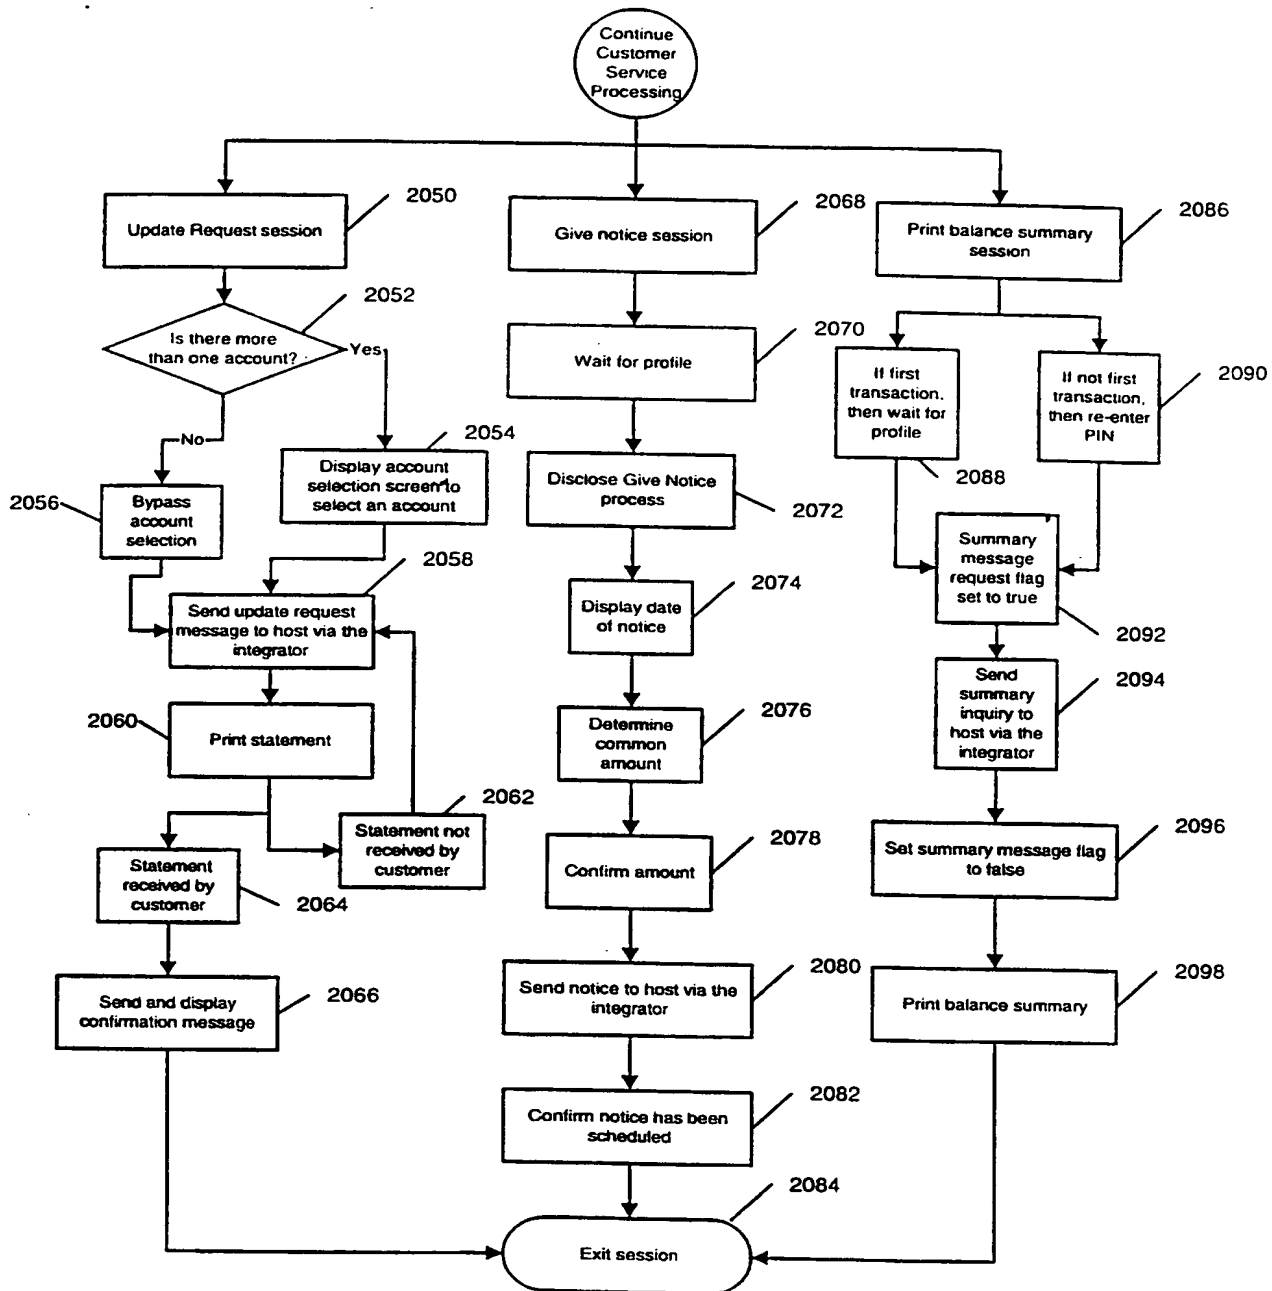 Continue
Customer
Service
Processing
2050
Update Request session
2052
Is there more
than one account?
Yes
No
2054
Display account
selection screen to
select an account
2056
Bypass
account
selection
2058
Send update request
message to host via the
integrator
2060
Print statement
2062
Statement not
received by
customer
Statement
received by
customer
2064
Send and display
confirmation message
2066
2068
Give notice session
2070
Wait for profile
Disclose Give Notice
process
2072
2074
Display date
of notice
2076
Determine
common
amount
2078
Confirm amount
2080
Send notice to host via the
integrator
2082
Confirm notice has been
scheduled
2084
Exit session
2086
Print balance summary
session
If first
transaction,
then wait for
profile
2088
2090
If not first
transaction,
then re-enter
PIN
Summary
message
request flag
set to true
2092
2094
Send
summary
inquiry to
host via the
integrator
2096
Set summary message flag
to false
2098
Print balance summary